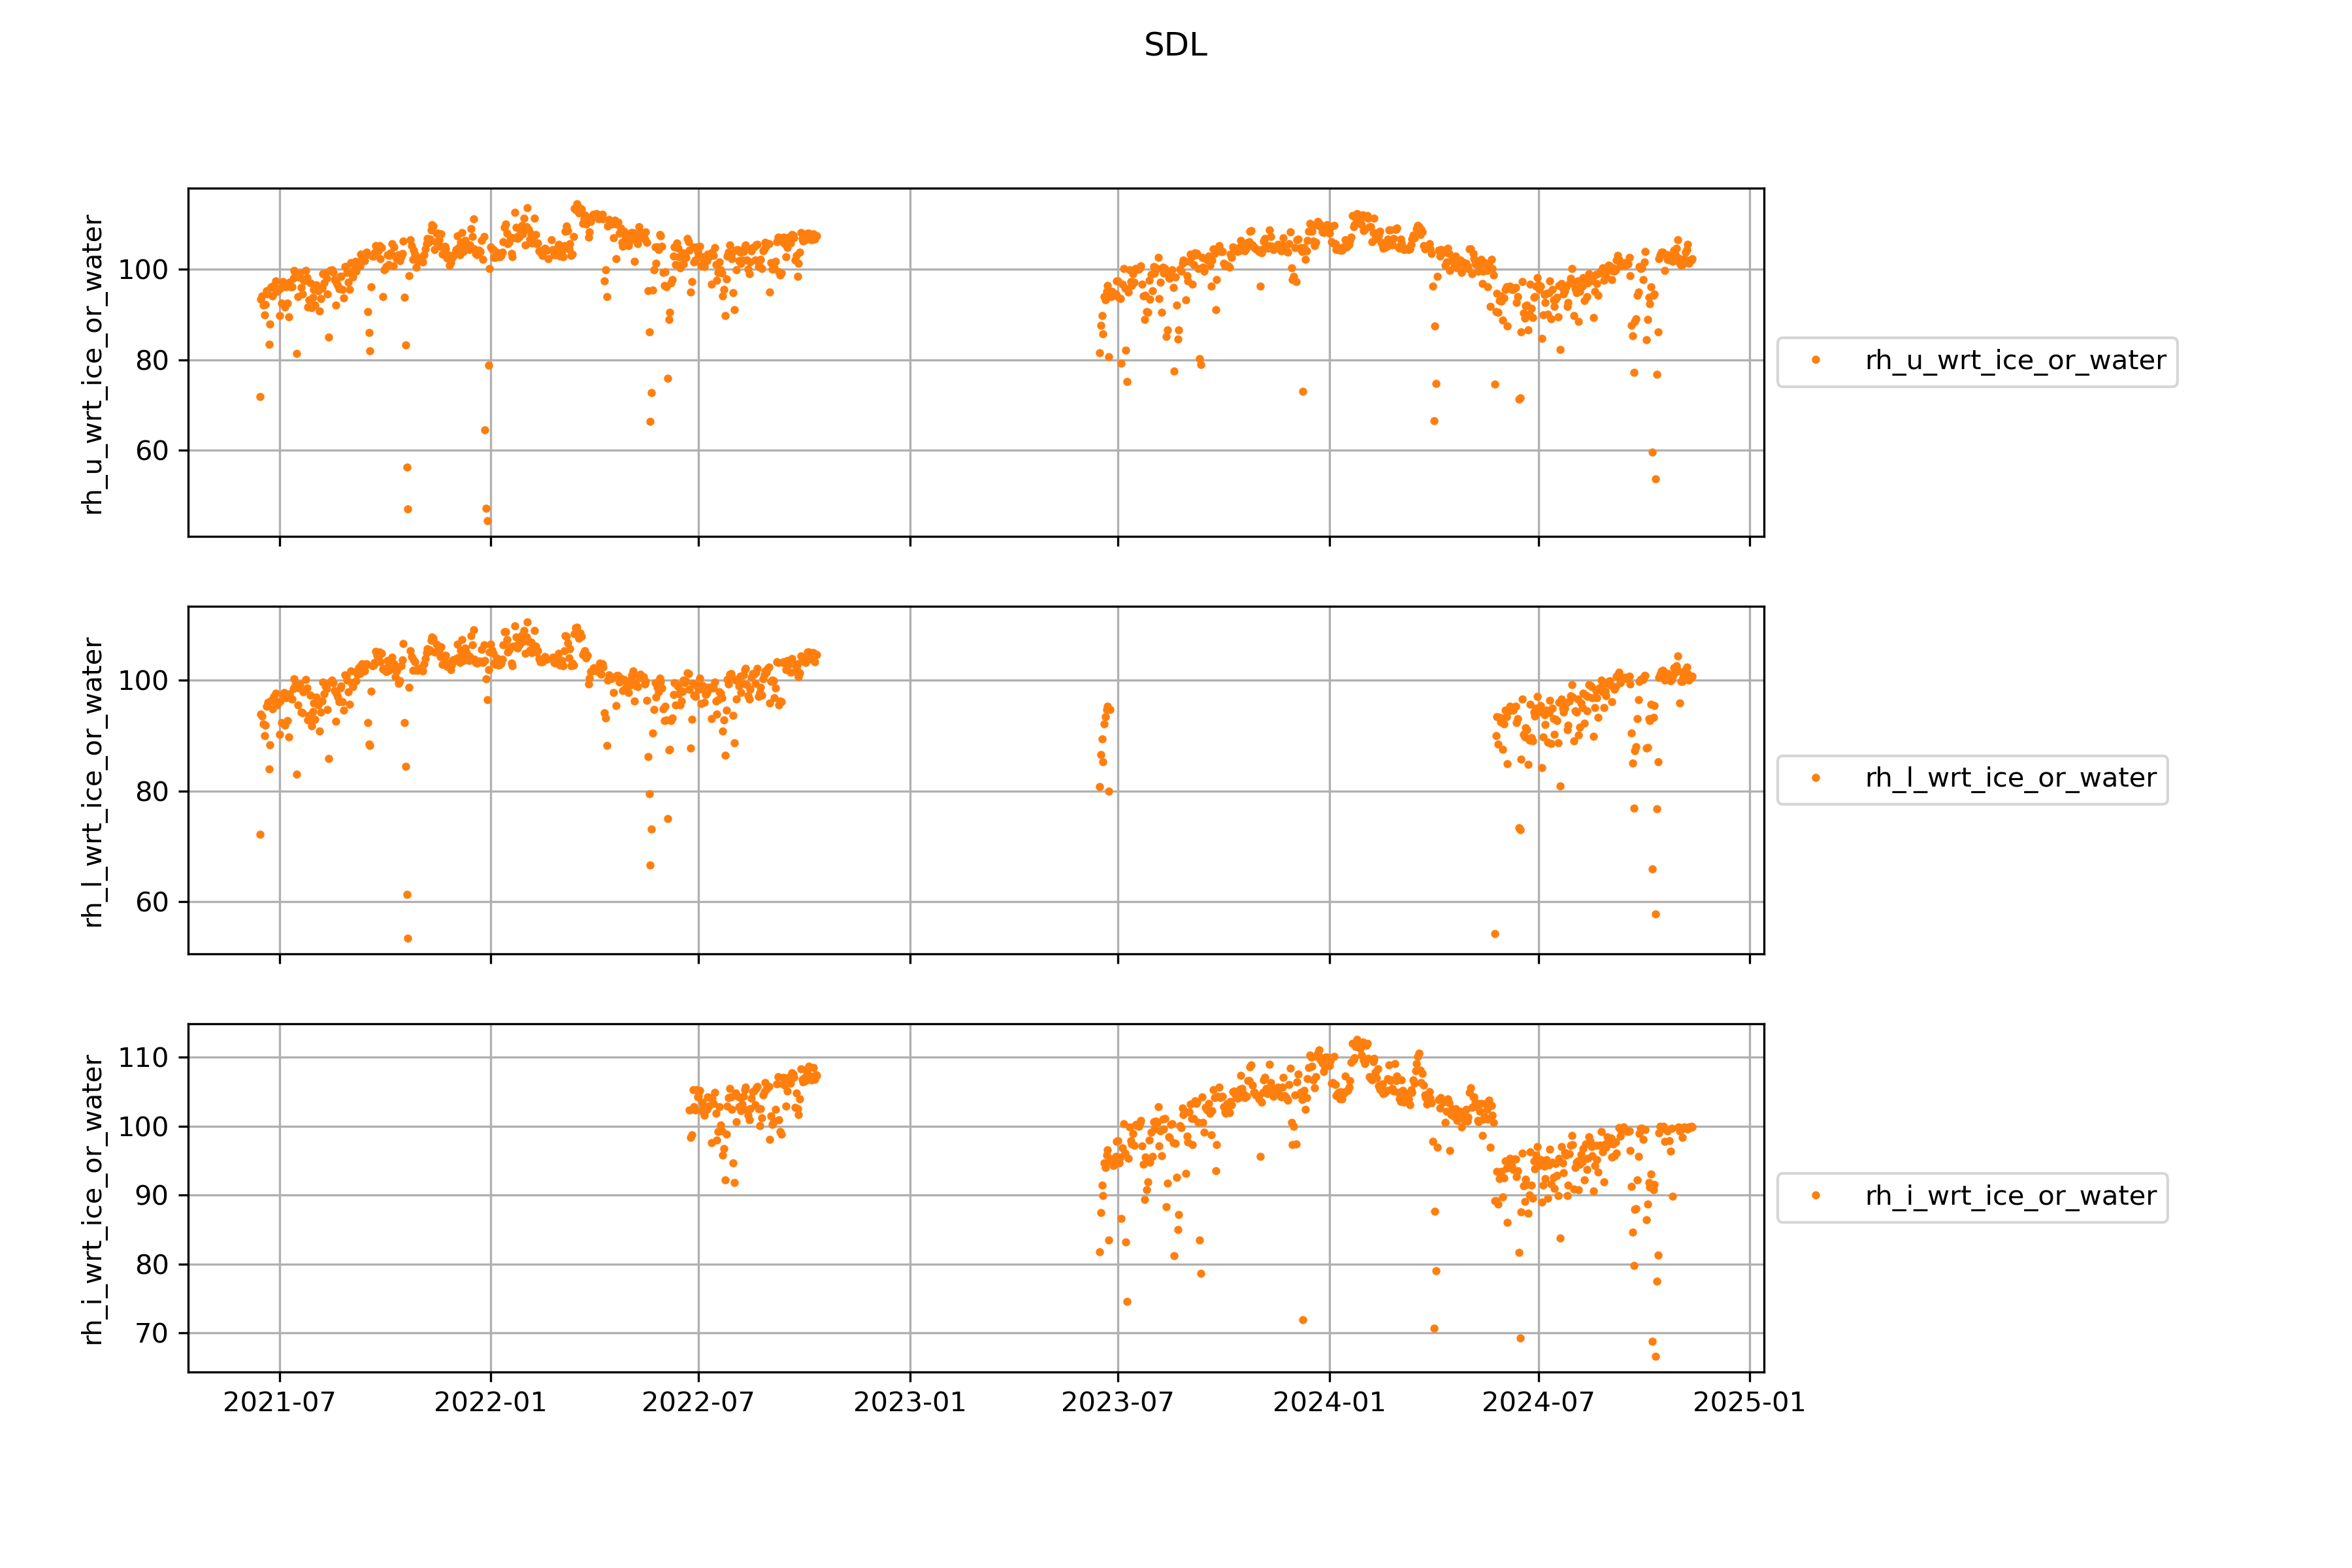 SDL
rh_u_wrt_ice_or_water
100
80
60
rh_u_wrt_ice_or_water
rh_l_wrt_ice_or_water
100
80
60
rh_l_wrt_ice_or_water
rh_i_wrt_ice_or_water
110
100
90
80
70
rh_i_wrt_ice_or_water
2021-07 2022-01 2022-07 2023-01 2023-07 2024-01 2024-07 2025-01